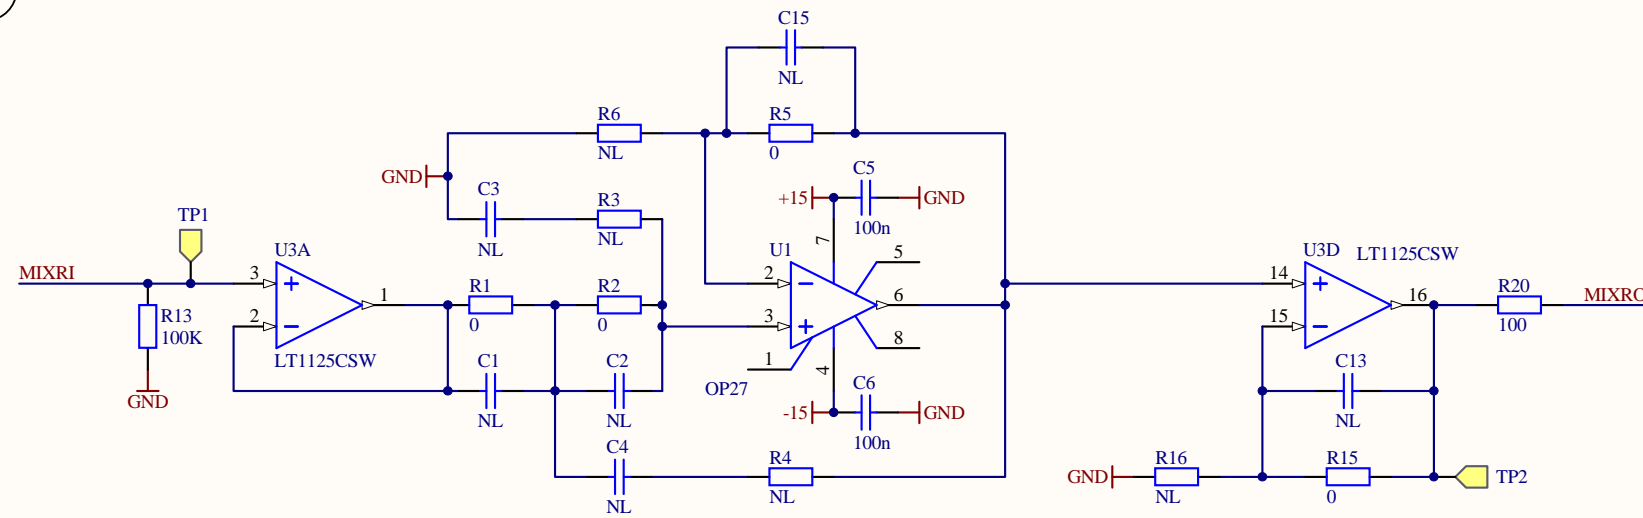 C15
NL
R6
NL
R5
0
GND
C3
NL
R3
NL
+15
C5
100n
GND
7
TP1
MIXRI
R13
100K
GND
U3A
3
2
1
LT1125CSW
R1
0
R2
0
C1
NL
C2
NL
C4
NL
R4
NL
U1
2
3
1
4
5
6
8
OP27
-15
C6
100n
GND
U3D
LT1125CSW
14
15
16
R20
100
MIXRO
C13
NL
GND
R16
NL
R15
0
TP2